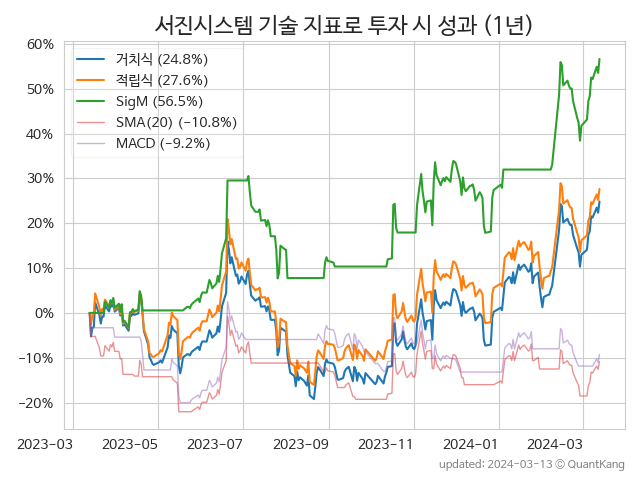 서진시스템 기술 지표로 투자 시 성과 (1년)
60%
50%
40%
30%
20%
10%
0%
−10%
−20%
거치식 (24.8%)
적립식 (27.6%)
SigM (56.5%)
SMA(20) (−10.8%)
MACD (−9.2%)
2023-03 2023-05 2023-07 2023-09 2023-11 2024-01 2024-03
updated: 2024-03-13 ⓒ QuantKang